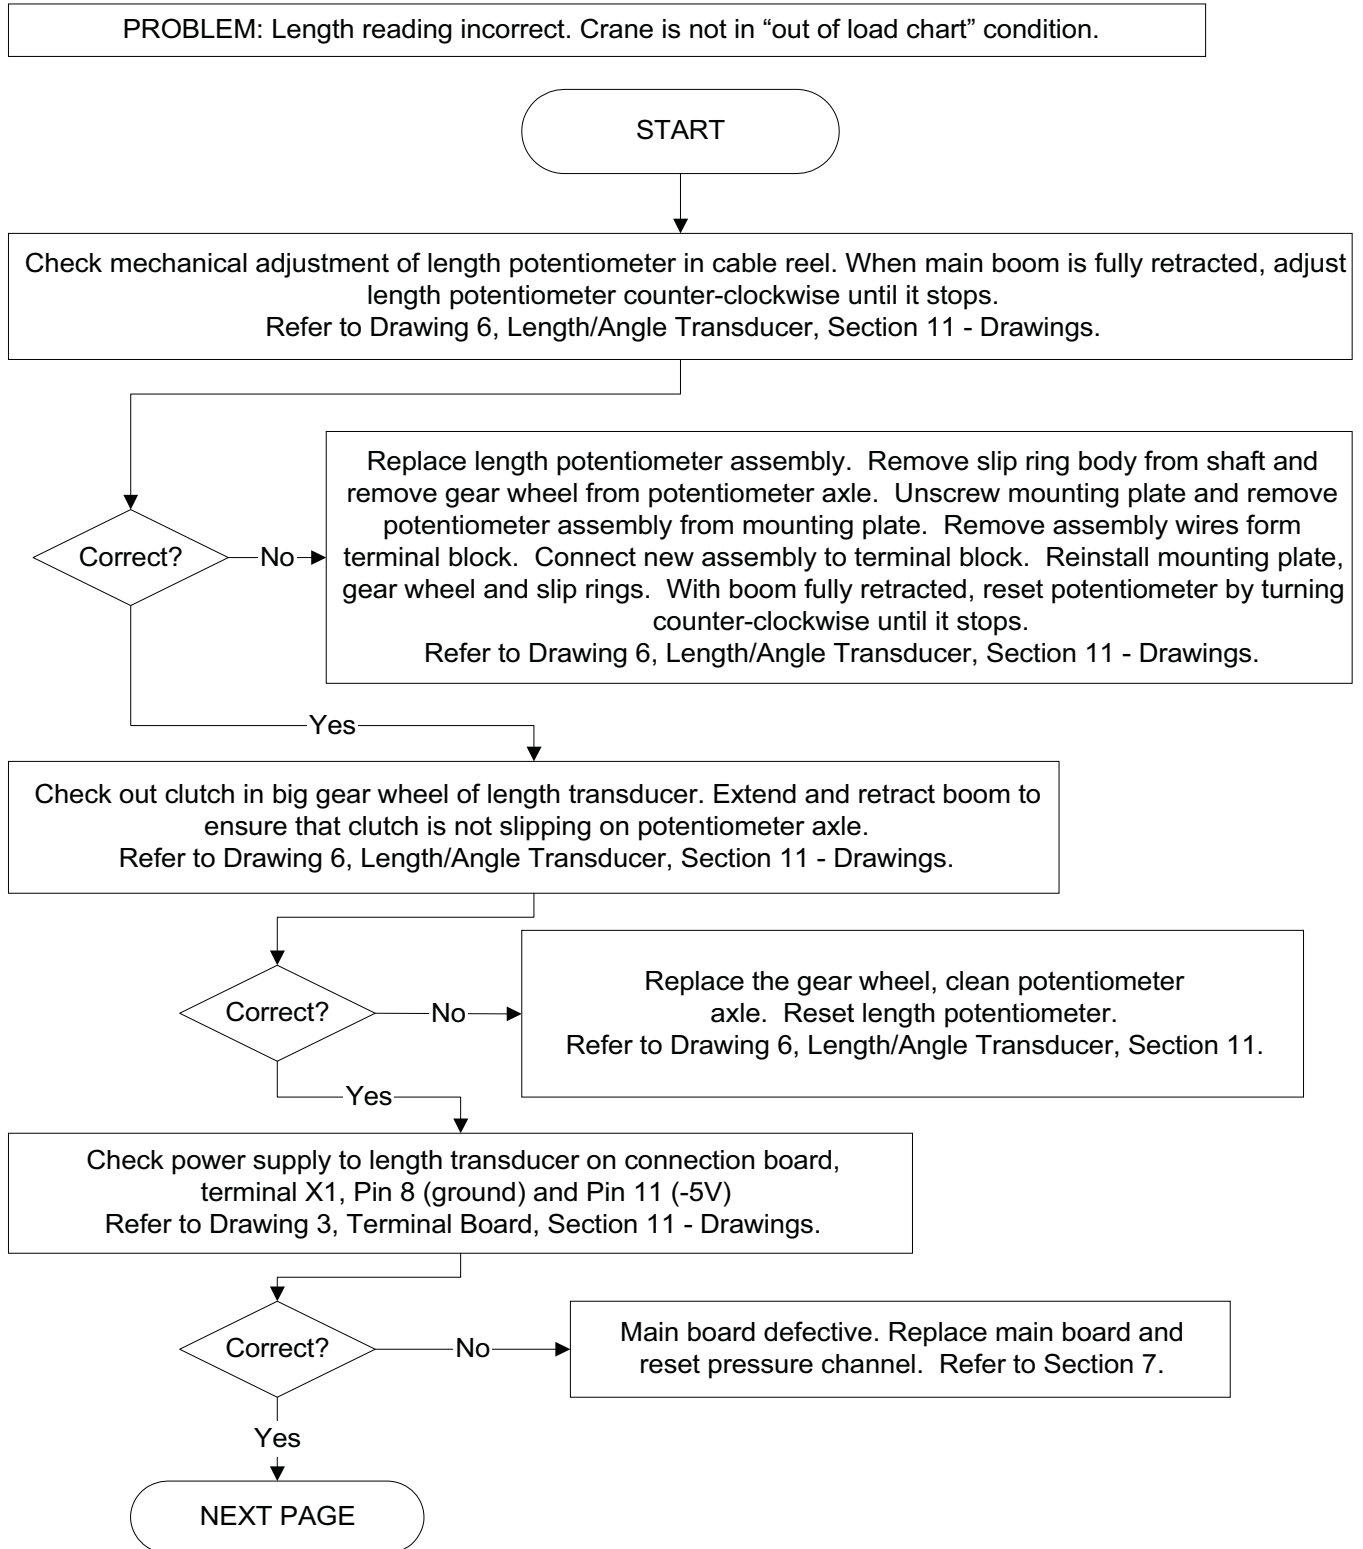 PROBLEM: Length reading incorrect. Crane is not in “out of load chart” condition.
START
Check mechanical adjustment of length potentiometer in cable reel. When main boom is fully retracted, adjust
length potentiometer counter-clockwise until it stops.
Refer to Drawing 6, Length/Angle Transducer, Section 11 - Drawings.
Correct?
No
Replace length potentiometer assembly.  Remove slip ring body from shaft and
remove gear wheel from potentiometer axle.  Unscrew mounting plate and remove
potentiometer assembly from mounting plate.  Remove assembly wires form
terminal block.  Connect new assembly to terminal block.  Reinstall mounting plate,
gear wheel and slip rings.  With boom fully retracted, reset potentiometer by turning
counter-clockwise until it stops.
Refer to Drawing 6, Length/Angle Transducer, Section 11 - Drawings.
Yes
Check out clutch in big gear wheel of length transducer. Extend and retract boom to
ensure that clutch is not slipping on potentiometer axle.
Refer to Drawing 6, Length/Angle Transducer, Section 11 - Drawings.
Correct?
No
Replace the gear wheel, clean potentiometer
axle.  Reset length potentiometer.
Refer to Drawing 6, Length/Angle Transducer, Section 11.
Yes
Check power supply to length transducer on connection board,
terminal X1, Pin 8 (ground) and Pin 11 (-5V)
Refer to Drawing 3, Terminal Board, Section 11 - Drawings.
Correct?
No
Main board defective. Replace main board and
reset pressure channel.  Refer to Section 7.
Yes
NEXT PAGE